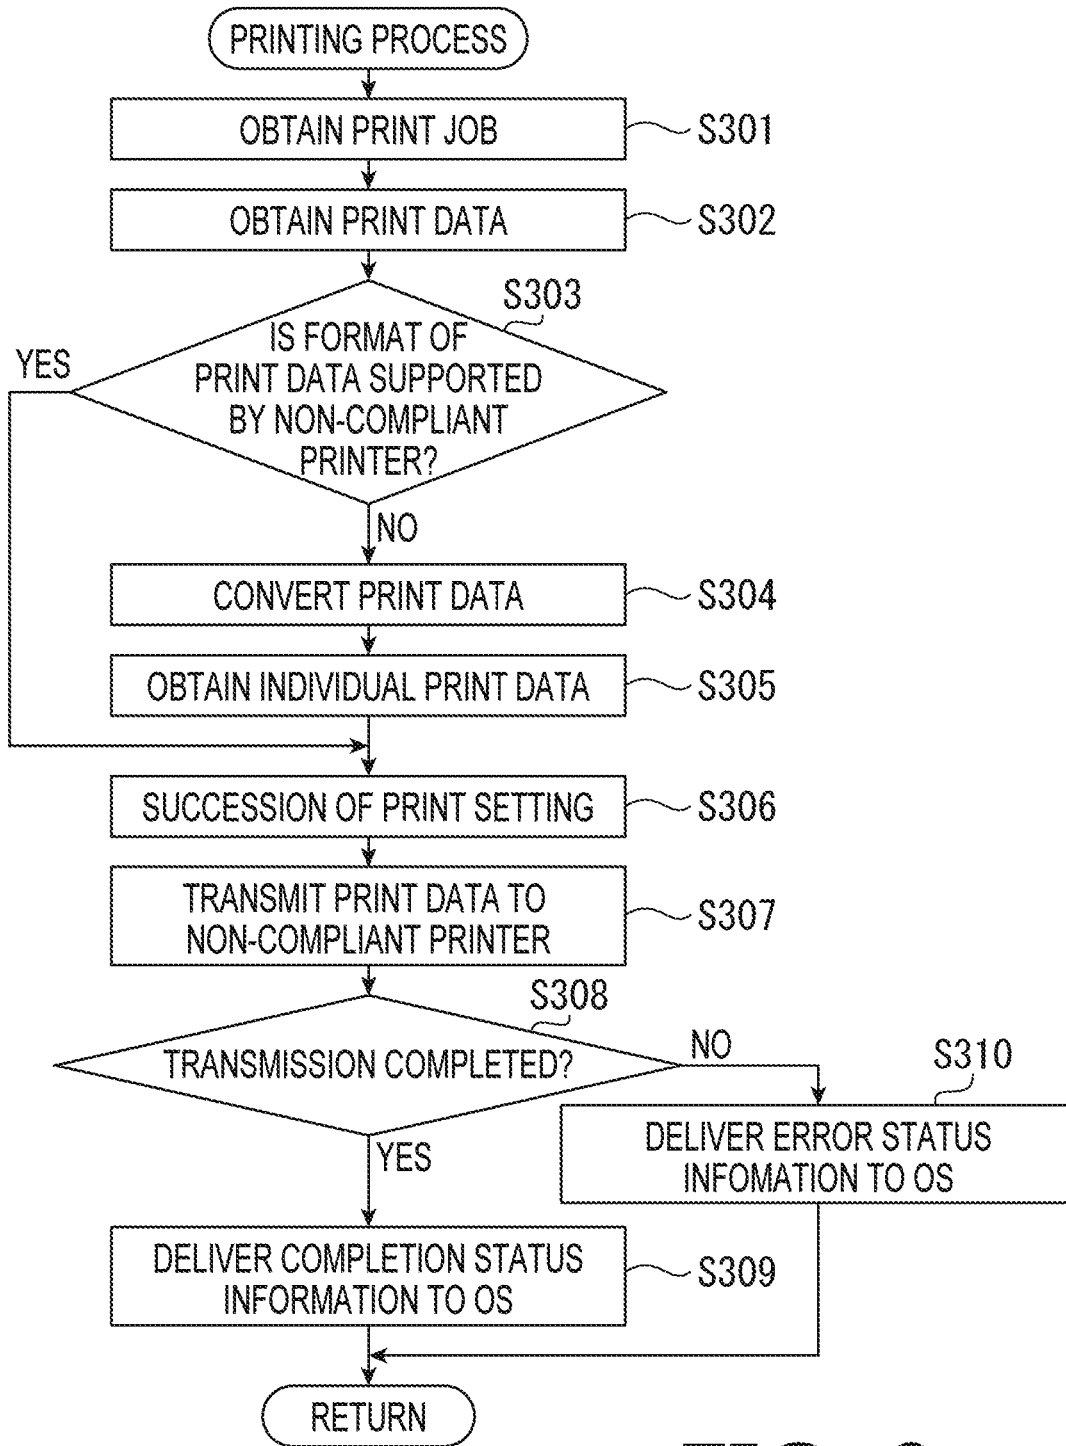 PRINTING PROCESS
OBTAIN PRINT JOB
S301
OBTAIN PRINT DATA
S302
S303
IS FORMAT OF
PRINT DATA SUPPORTED
BY NON-COMPLIANT
PRINTER?
YES
NO
CONVERT PRINT DATA
S304
OBTAIN INDIVIDUAL PRINT DATA
S305
SUCCESSION OF PRINT SETTING
S306
TRANSMIT PRINT DATA TO
NON-COMPLIANT PRINTER
S307
S308
TRANSMISSION COMPLETED?
NO
S310
DELIVER ERROR STATUS
INFOMATION TO OS
YES
DELIVER COMPLETION STATUS
INFORMATION TO OS
S309
RETURN